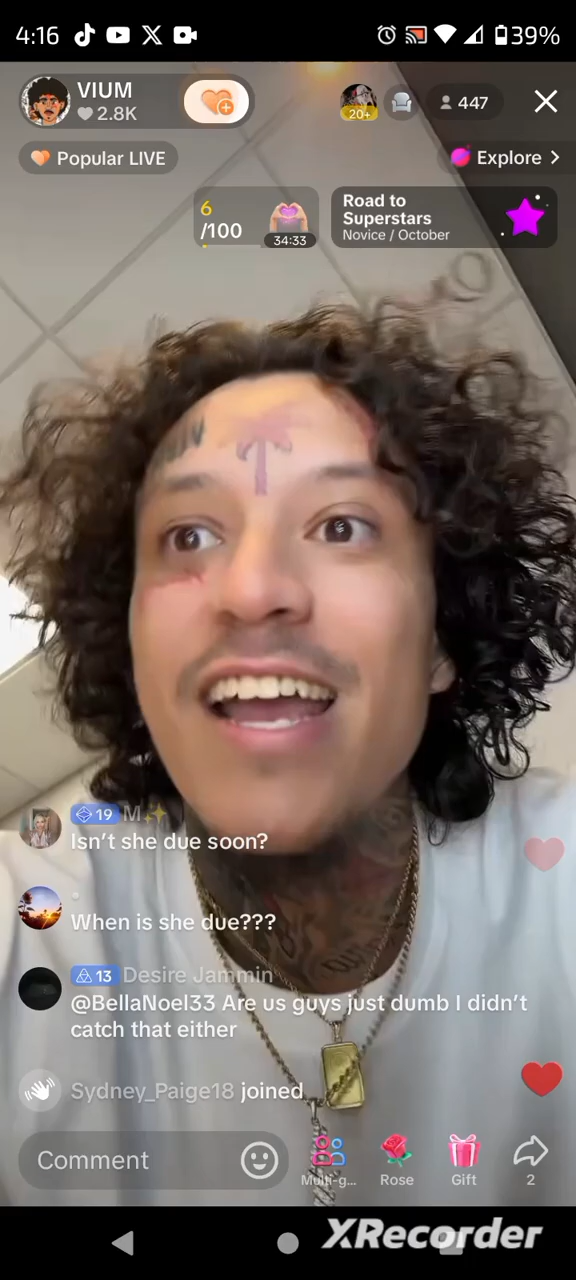 4:16
39%
VIUM
2.8K
20+
447
Popular LIVE
Explore >
6
/100
34:33
Road to
Superstars
Novice / October
19 M✨
Isn't she due soon?
When is she due???
13 Desire Jammin
@BellaNoel33 Are us guys just dumb I didn't
catch that either
Sydney_Paige18 joined
Comment
Multi-g...
Rose
Gift
2
XRecorder